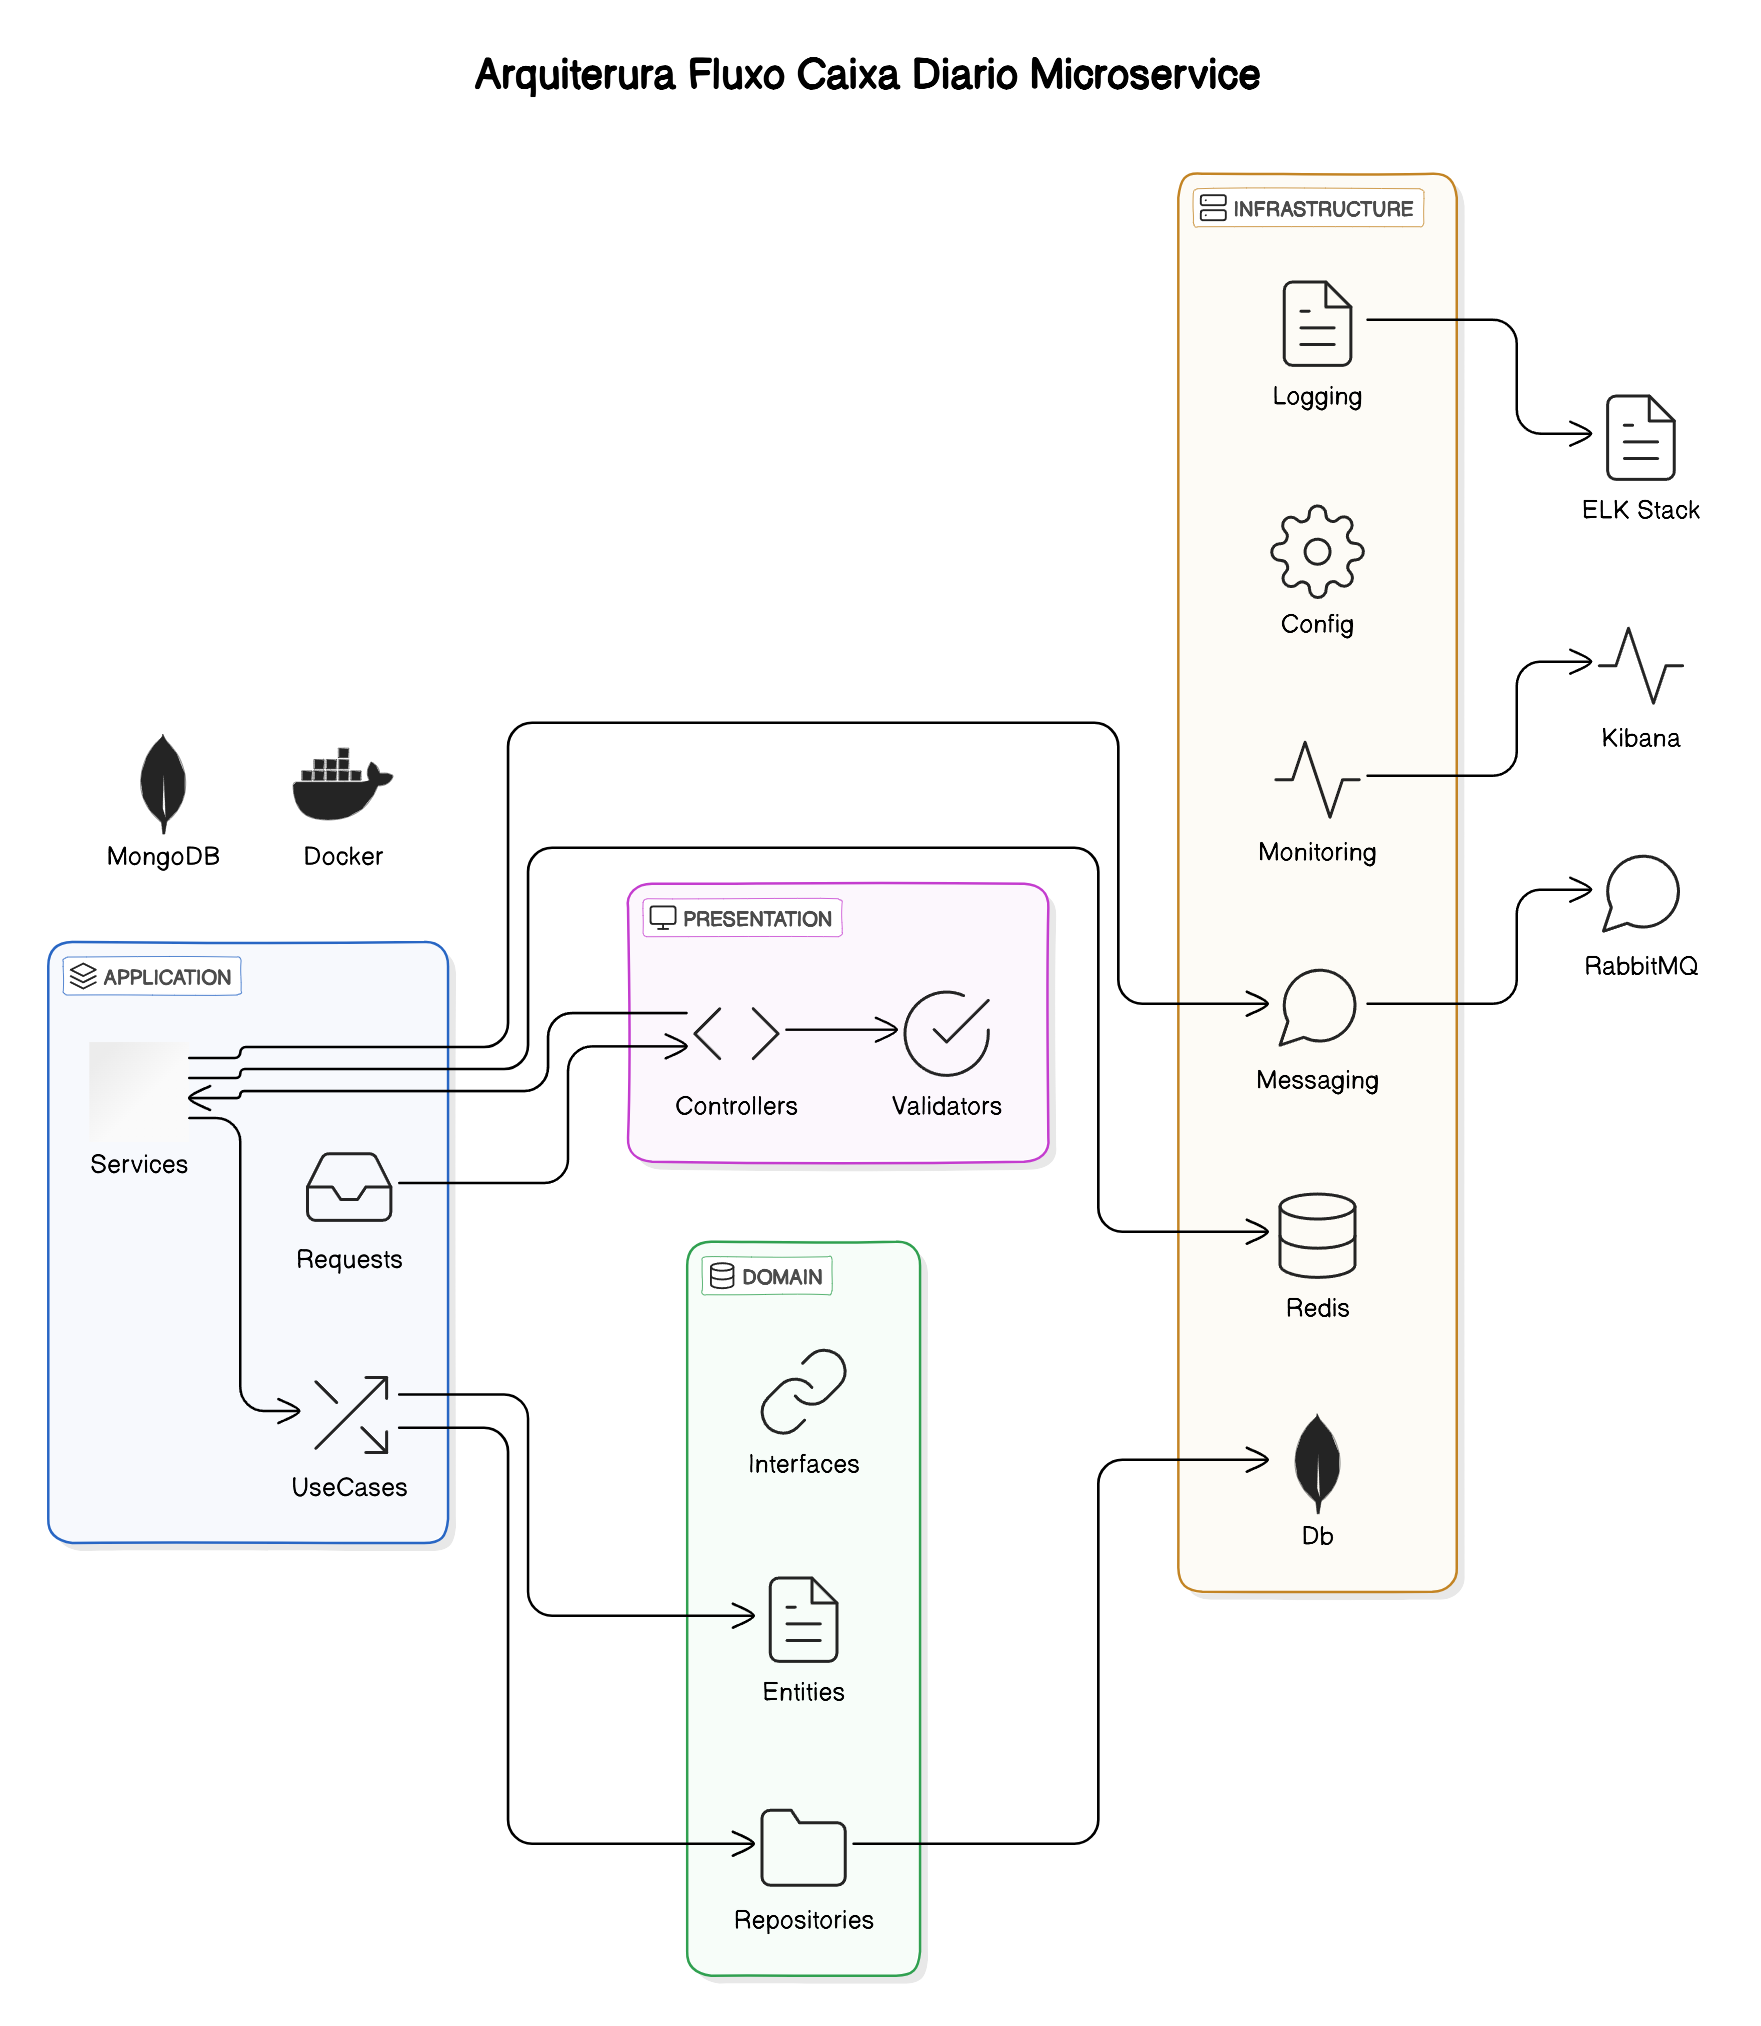 Arquiterura Fluxo Caixa Diario Microservice
INFRASTRUCTURE
Logging
ELK Stack
Config
Kibana
Monitoring
MongoDB
Docker
PRESENTATION
RabbitMQ
APPLICATION
Messaging
Controllers
Validators
Services
Requests
DOMAIN
Redis
Interfaces
UseCases
Db
Entities
Repositories